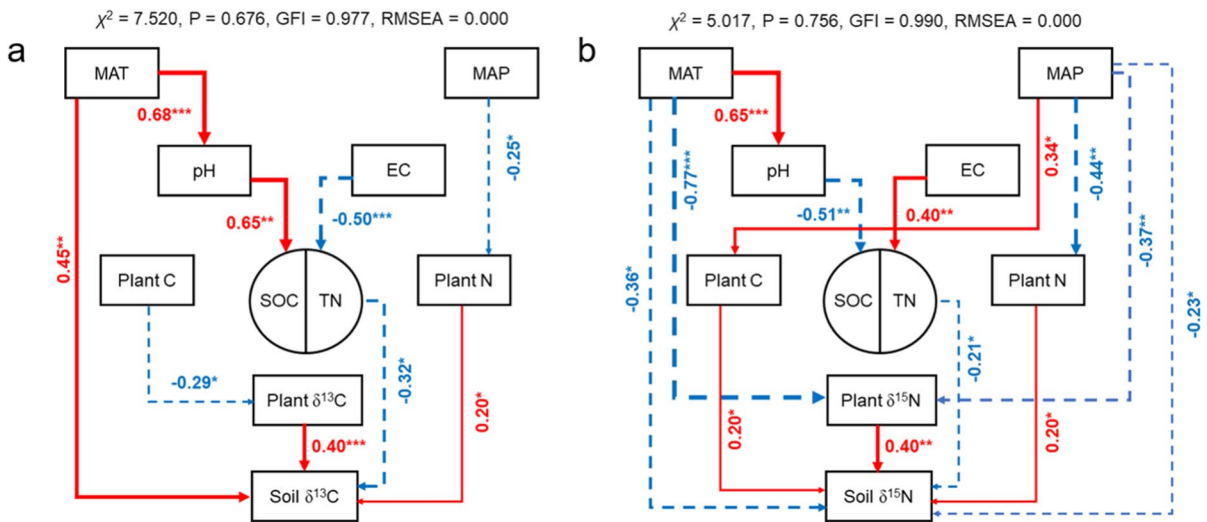 χ² = 7.520, P = 0.676, GFI = 0.977, RMSEA = 0.000
a
MAT
MAP
0.68***
-0.25*
pH
EC
0.65**
-0.50***
0.45**
Plant C
SOC
TN
Plant N
-0.29*
-0.32*
0.20*
Plant δ¹³C
0.40***
Soil δ¹³C
χ² = 5.017, P = 0.756, GFI = 0.990, RMSEA = 0.000
b
MAT
MAP
0.65***
-0.77***
0.34*
-0.44**
pH
EC
-0.51**
0.40**
-0.37**
-0.36*
Plant C
SOC
TN
Plant N
-0.23*
-0.21*
Plant δ¹⁵N
0.20*
0.40**
0.20*
Soil δ¹⁵N